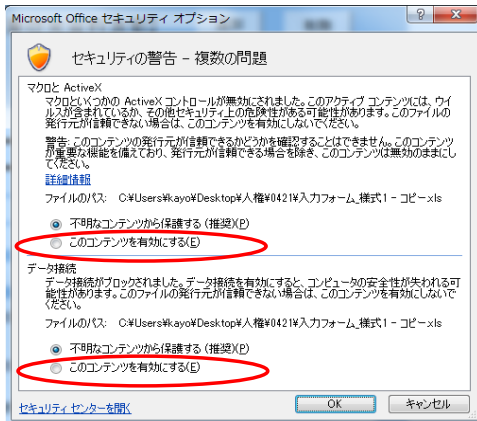 Microsoft Office セキュリティ オプション
セキュリティの警告 - 複数の問題
マクロと ActiveX
マクロといくつかの ActiveX コントロールが無効にされました。このアクティブ コンテンツには、ウイ
ルスが含まれているか、その他セキュリティ上の危険性がある可能性があります。このファイルの
発行元が信頼できない場合は、このコンテンツを有効にしないでください。
警告: このコンテンツの発行元が信頼できるかどうかを確認することはできません。このコンテンツ
が重要な機能を備えており、発行元が信頼できる場合を除き、このコンテンツは無効のままにし
てください。
詳細情報
ファイルのパス: C:¥Users¥kayo¥Desktop¥人権¥0421¥入力フォーム_様式1 - コピー.xls
不明なコンテンツから保護する (推奨)(P)
このコンテンツを有効にする(E)
データ接続
データ接続がブロックされました。データ接続を有効にすると、コンピュータの安全性が失われる可
能性があります。このファイルの発行元が信頼できない場合は、このコンテンツを有効にしないで
ください。
ファイルのパス: C:¥Users¥kayo¥Desktop¥人権¥0421¥入力フォーム_様式1 - コピー.xls
不明なコンテンツから保護する (推奨)(P)
このコンテンツを有効にする(E)
セキュリティ センターを開く
OK
キャンセル